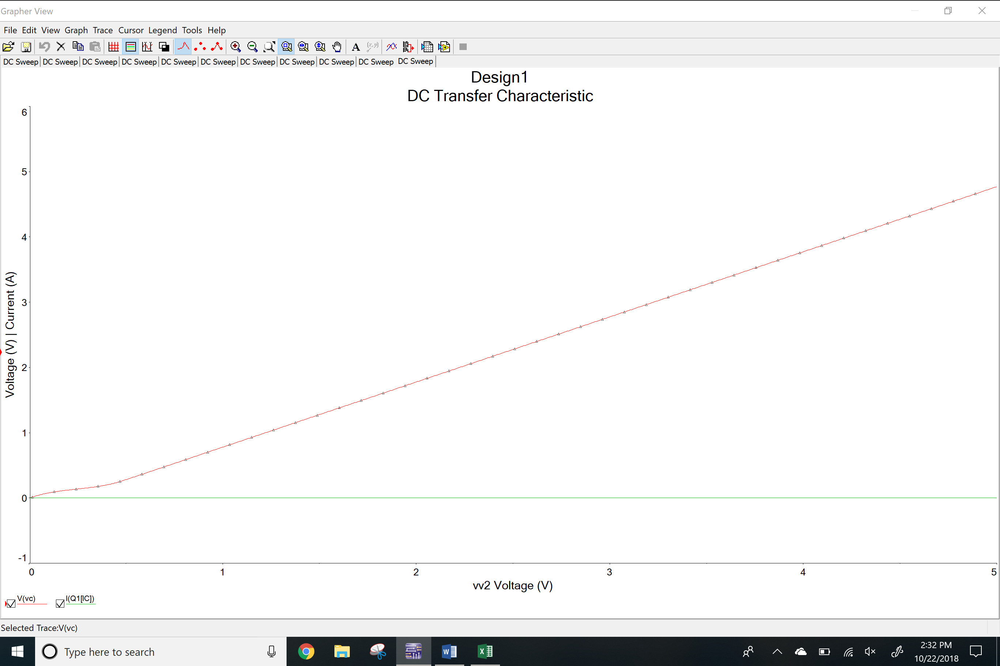 Grapher View
File Edit View Graph Trace Cursor Legend Tools Help
A (x,y)
DC Sweep DC Sweep DC Sweep DC Sweep DC Sweep DC Sweep DC Sweep DC Sweep DC Sweep DC Sweep DC Sweep
Design1
DC Transfer Characteristic
Voltage (V) | Current (A)
6
5
4
3
2
1
0
-1
0 1 2 3 4 5
vv2 Voltage (V)
V(vc) I(Q1[IC])
Selected Trace:V(vc)
Type here to search
2:32 PM
10/22/2018